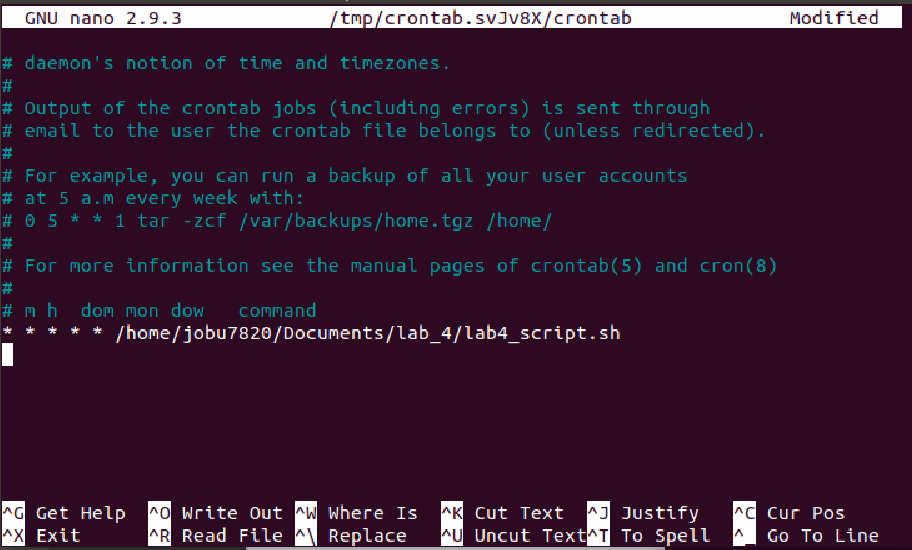 GNU nano 2.9.3 /tmp/crontab.svJv8X/crontab Modified
# daemon's notion of time and timezones.
#
# Output of the crontab jobs (including errors) is sent through
# email to the user the crontab file belongs to (unless redirected).
#
# For example, you can run a backup of all your user accounts
# at 5 a.m every week with:
# 0 5 * * 1 tar -zcf /var/backups/home.tgz /home/
#
# For more information see the manual pages of crontab(5) and cron(8)
#
# m h  dom mon dow   command
* * * * * /home/jobu7820/Documents/lab_4/lab4_script.sh
^G Get Help ^O Write Out ^W Where Is ^K Cut Text ^J Justify ^C Cur Pos
^X Exit ^R Read File ^\ Replace ^U Uncut Text ^T To Spell ^_ Go To Line